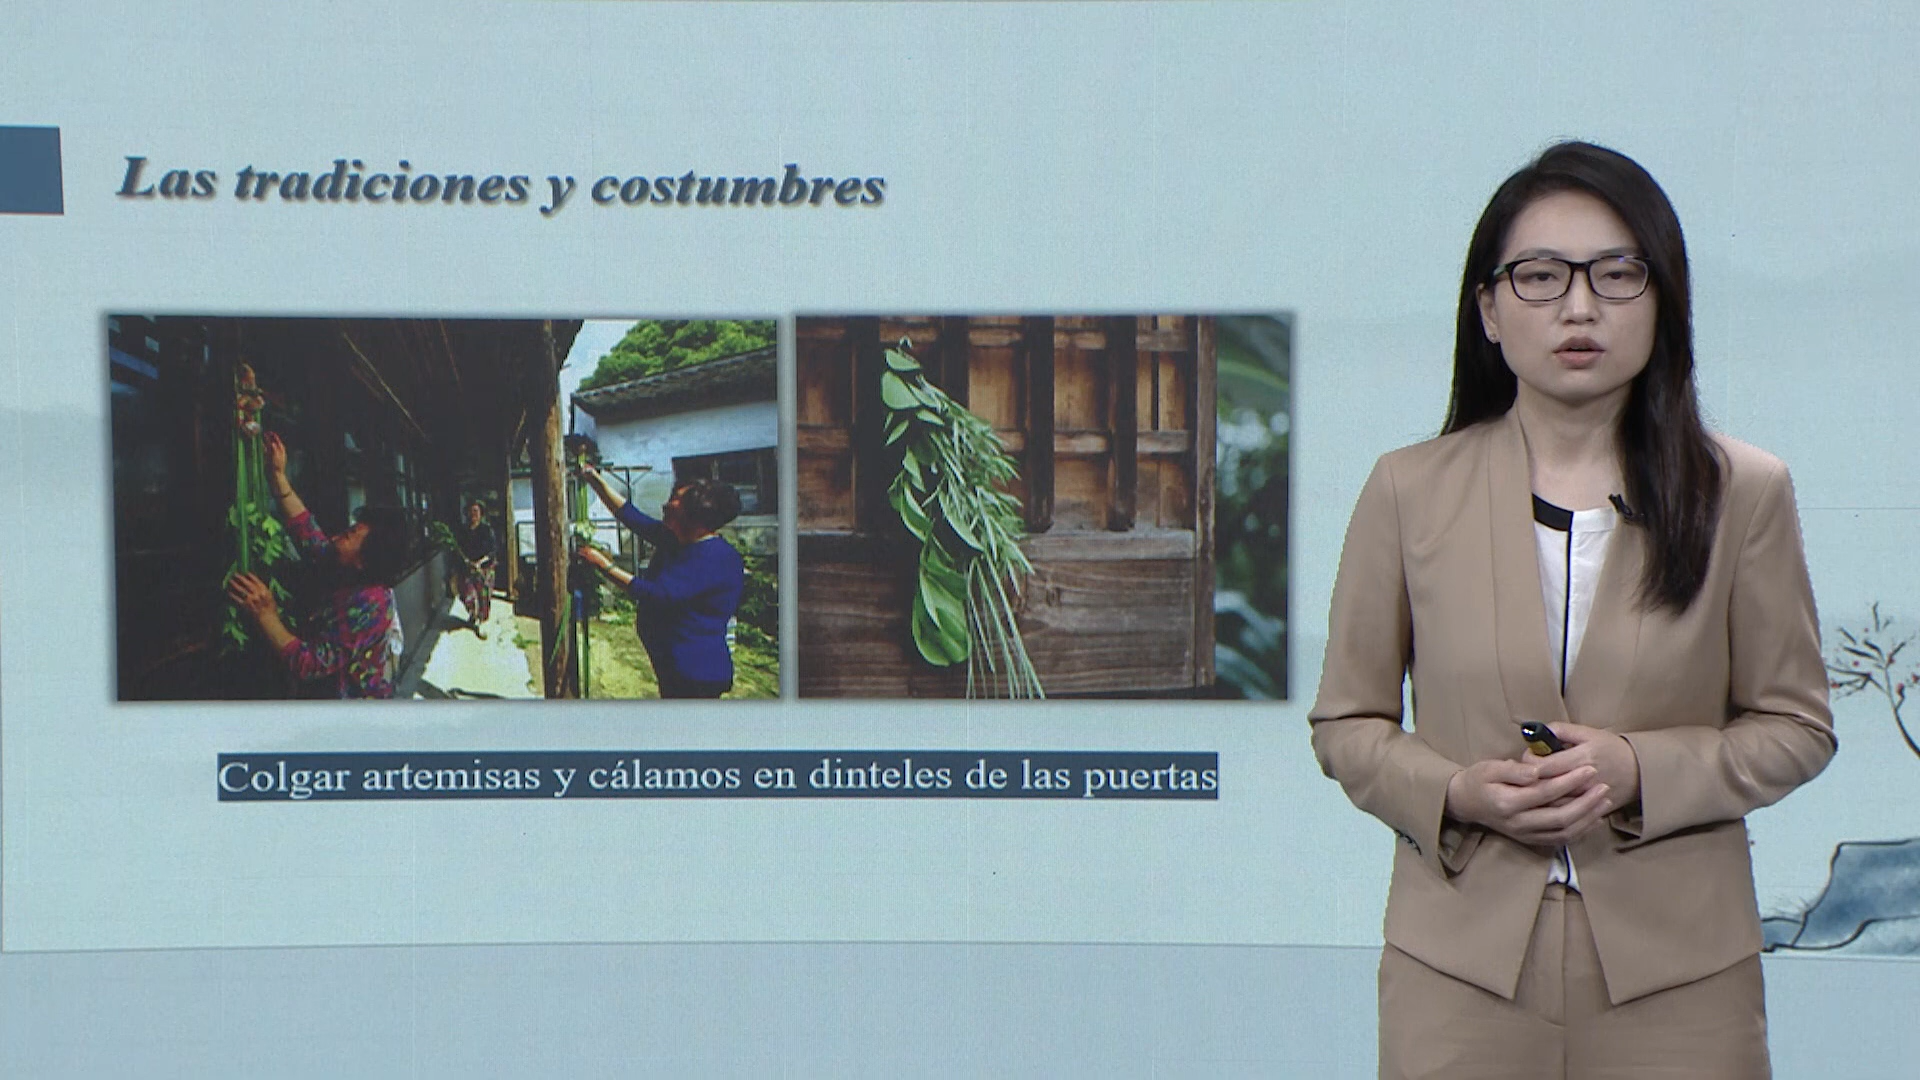 Las tradiciones y costumbres
Colgar artemisas y cálamos en dinteles de las puertas